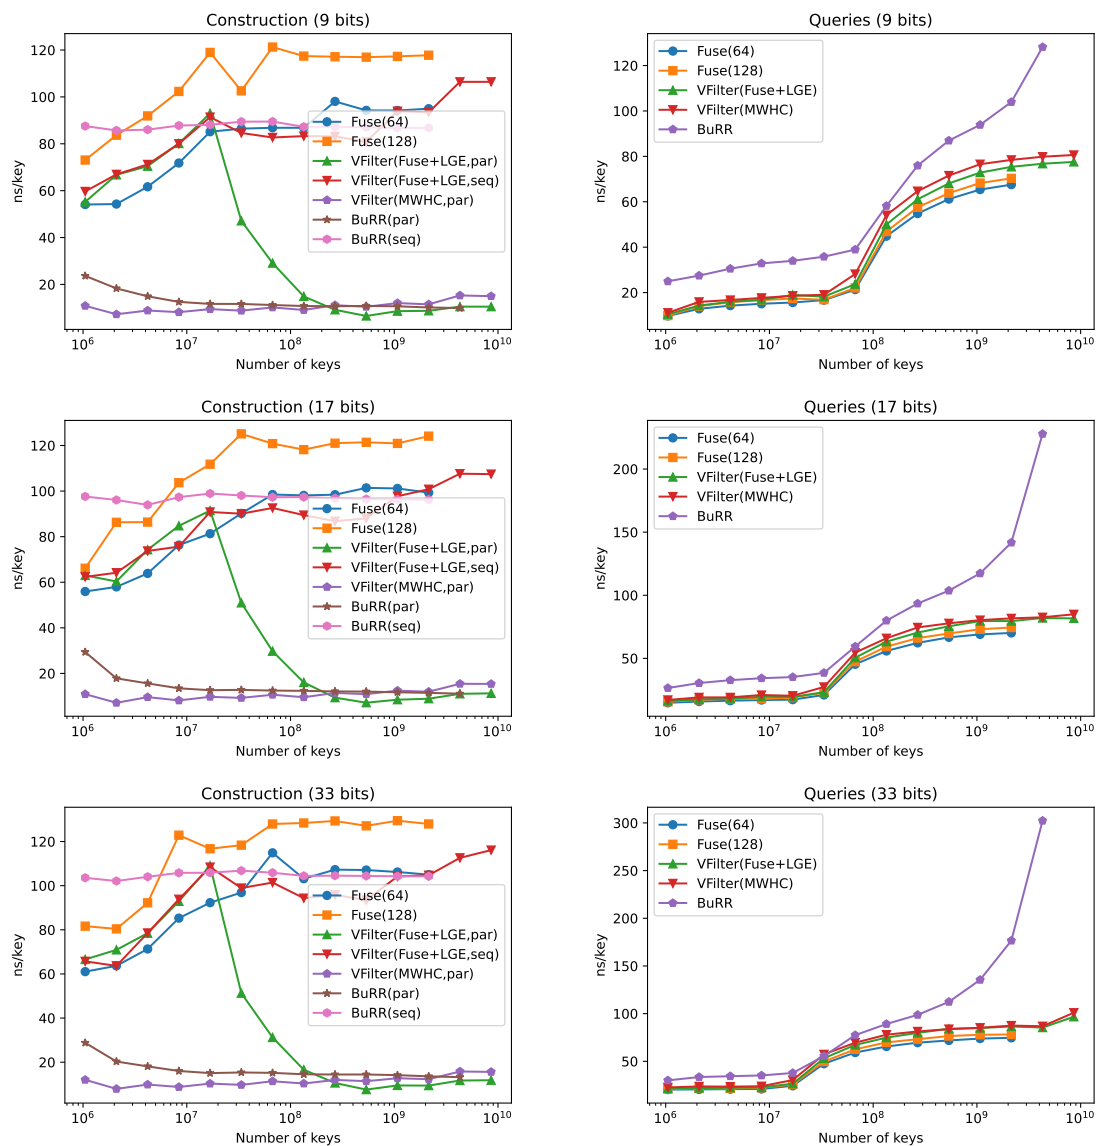 Construction (9 bits)
120
100
80
60
40
20
ns/key
10^6
10^7
10^8
10^9
10^10
Number of keys
Fuse(64)
Fuse(128)
VFilter(Fuse+LGE,par)
VFilter(Fuse+LGE,seq)
VFilter(MWHC,par)
BuRR(par)
BuRR(seq)
Queries (9 bits)
120
100
80
60
40
20
ns/key
10^6
10^7
10^8
10^9
10^10
Number of keys
Fuse(64)
Fuse(128)
VFilter(Fuse+LGE)
VFilter(MWHC)
BuRR
Construction (17 bits)
120
100
80
60
40
20
ns/key
10^6
10^7
10^8
10^9
10^10
Number of keys
Fuse(64)
Fuse(128)
VFilter(Fuse+LGE,par)
VFilter(Fuse+LGE,seq)
VFilter(MWHC,par)
BuRR(par)
BuRR(seq)
Queries (17 bits)
200
150
100
50
ns/key
10^6
10^7
10^8
10^9
10^10
Number of keys
Fuse(64)
Fuse(128)
VFilter(Fuse+LGE)
VFilter(MWHC)
BuRR
Construction (33 bits)
120
100
80
60
40
20
ns/key
10^6
10^7
10^8
10^9
10^10
Number of keys
Fuse(64)
Fuse(128)
VFilter(Fuse+LGE,par)
VFilter(Fuse+LGE,seq)
VFilter(MWHC,par)
BuRR(par)
BuRR(seq)
Queries (33 bits)
300
250
200
150
100
50
ns/key
10^6
10^7
10^8
10^9
10^10
Number of keys
Fuse(64)
Fuse(128)
VFilter(Fuse+LGE)
VFilter(MWHC)
BuRR